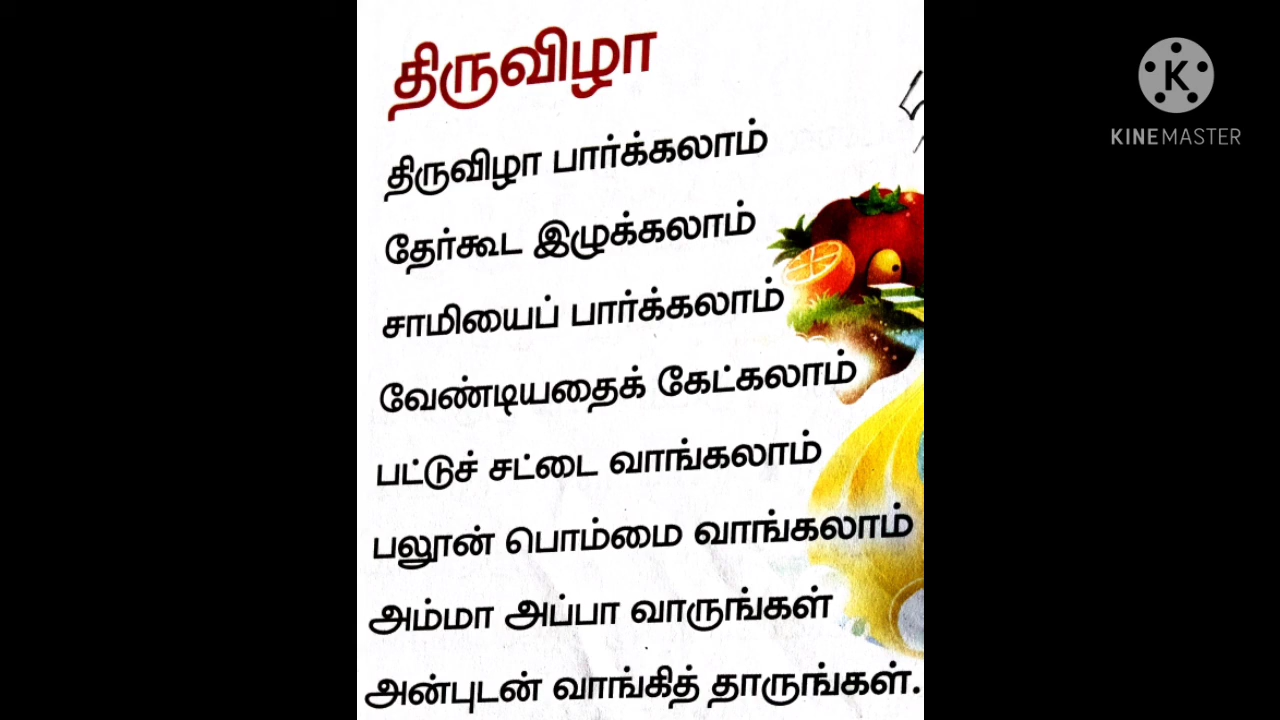 திருவிழா
திருவிழா பார்க்கலாம்
தேர்கூட இழுக்கலாம்
சாமியைப் பார்க்கலாம்
வேண்டியதைக் கேட்கலாம்
பட்டுச் சட்டை வாங்கலாம்
பலூன் பொம்மை வாங்கலாம்
அம்மா அப்பா வாருங்கள்
அன்புடன் வாங்கித் தாருங்கள்.
K
KINEMASTER